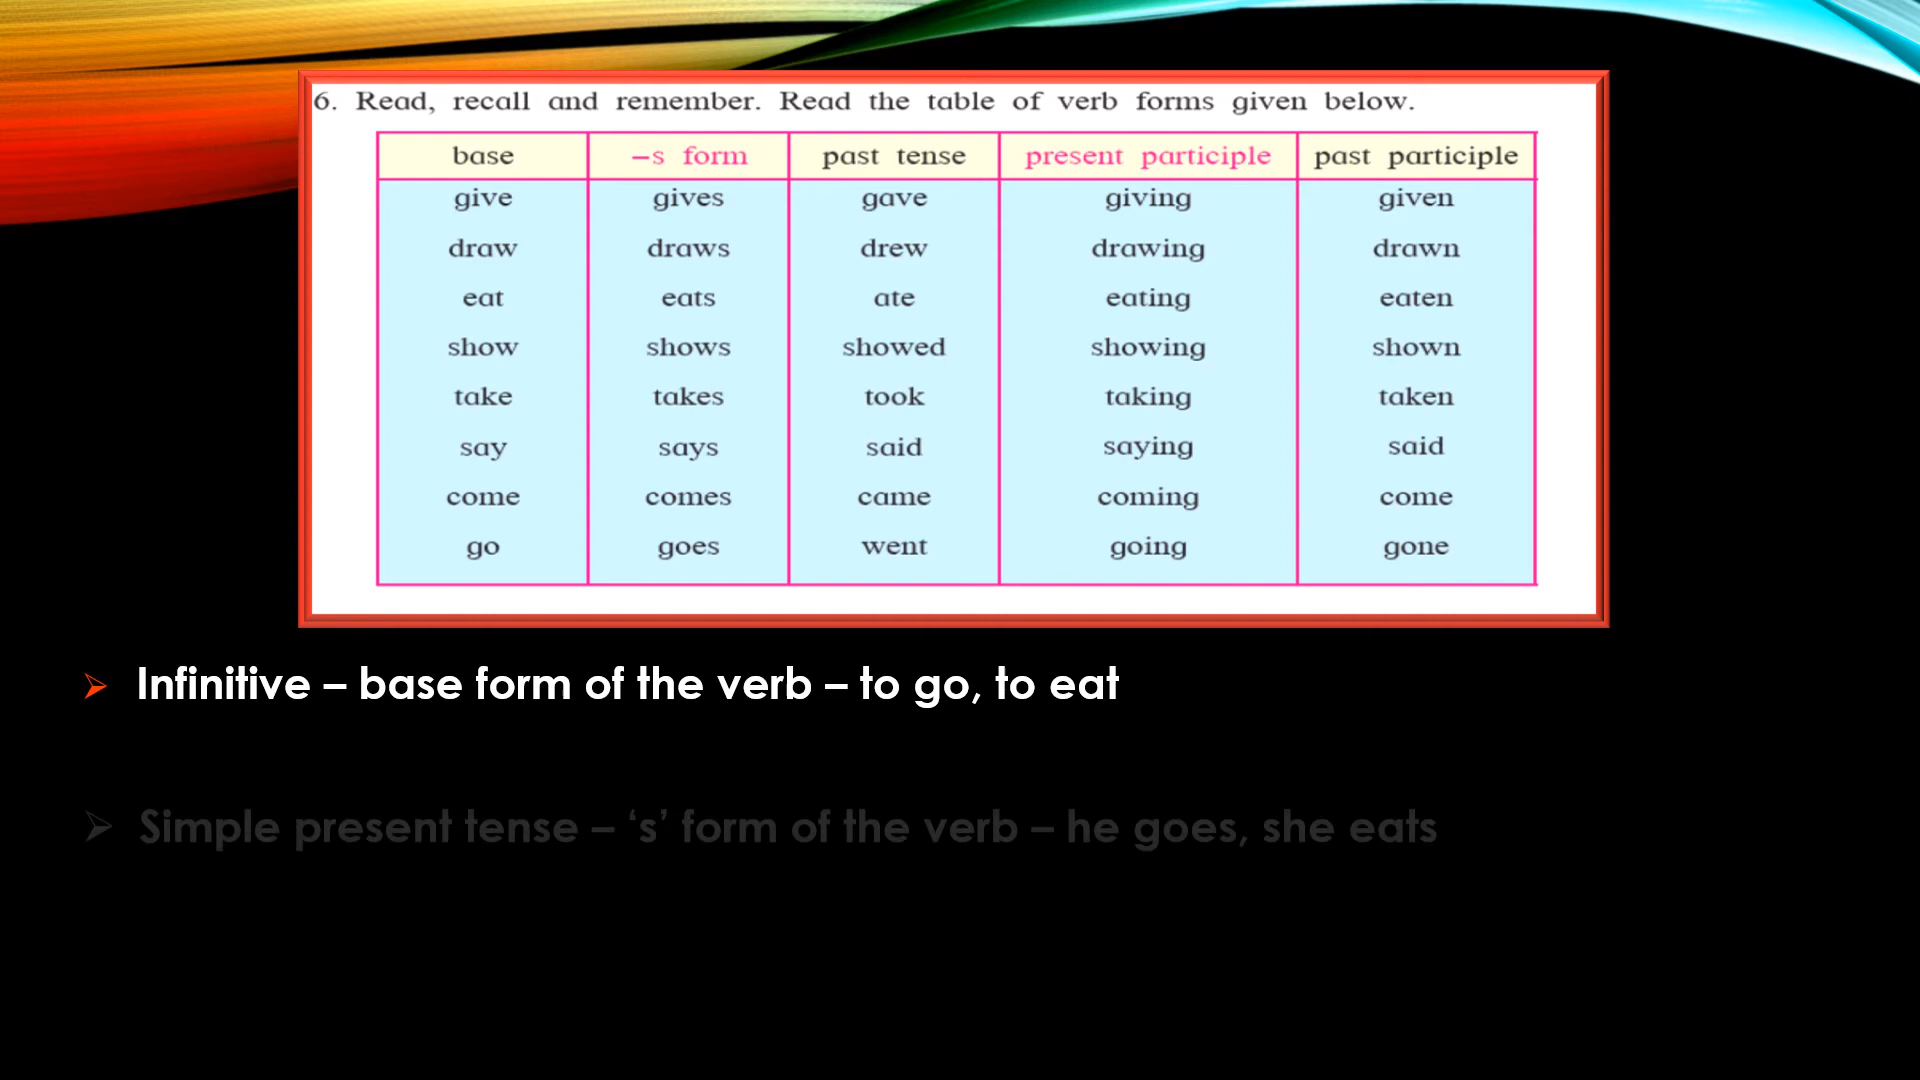 6. Read, recall and remember. Read the table of verb forms given below.
base –s form past tense present participle past participle
give gives gave giving given
draw draws drew drawing drawn
eat eats ate eating eaten
show shows showed showing shown
take takes took taking taken
say says said saying said
come comes came coming come
go goes went going gone
➢ Infinitive – base form of the verb – to go, to eat
➢ Simple present tense – ‘s’ form of the verb – he goes, she eats